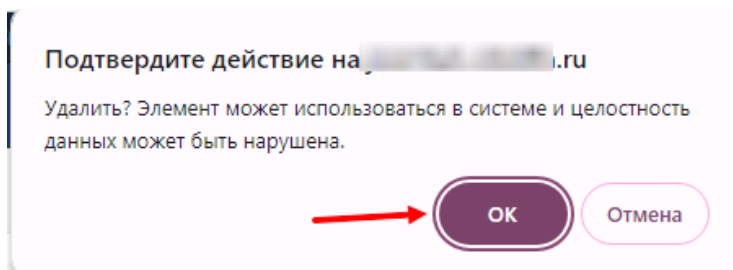 Подтвердите действие на .ru
Удалить? Элемент может использоваться в системе и целостность
данных может быть нарушена.
ОК Отмена